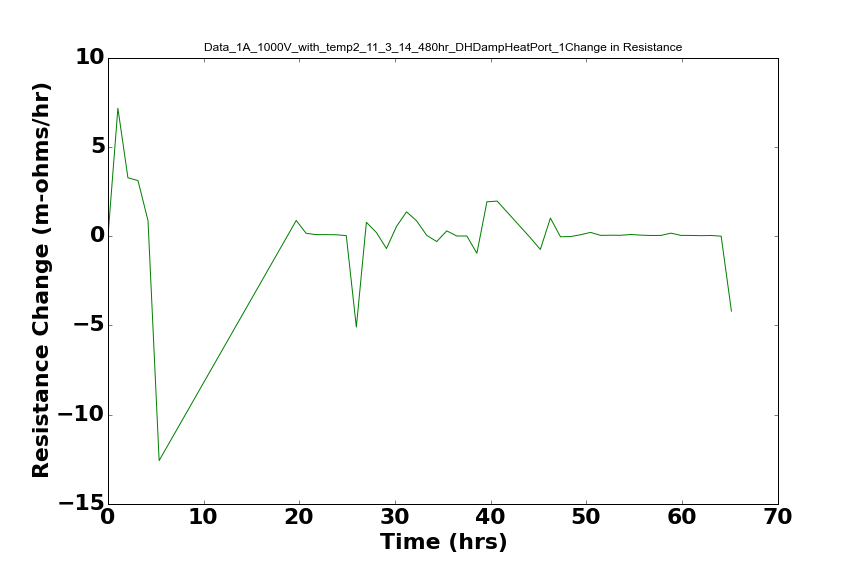 Data_1A_1000V_with_temp2_11_3_14_480hr_DHDampHeatPort_1Change in Resistance
10
5
0
−5
−10
−15
Resistance Change (m-ohms/hr)
0 10 20 30 40 50 60 70
Time (hrs)